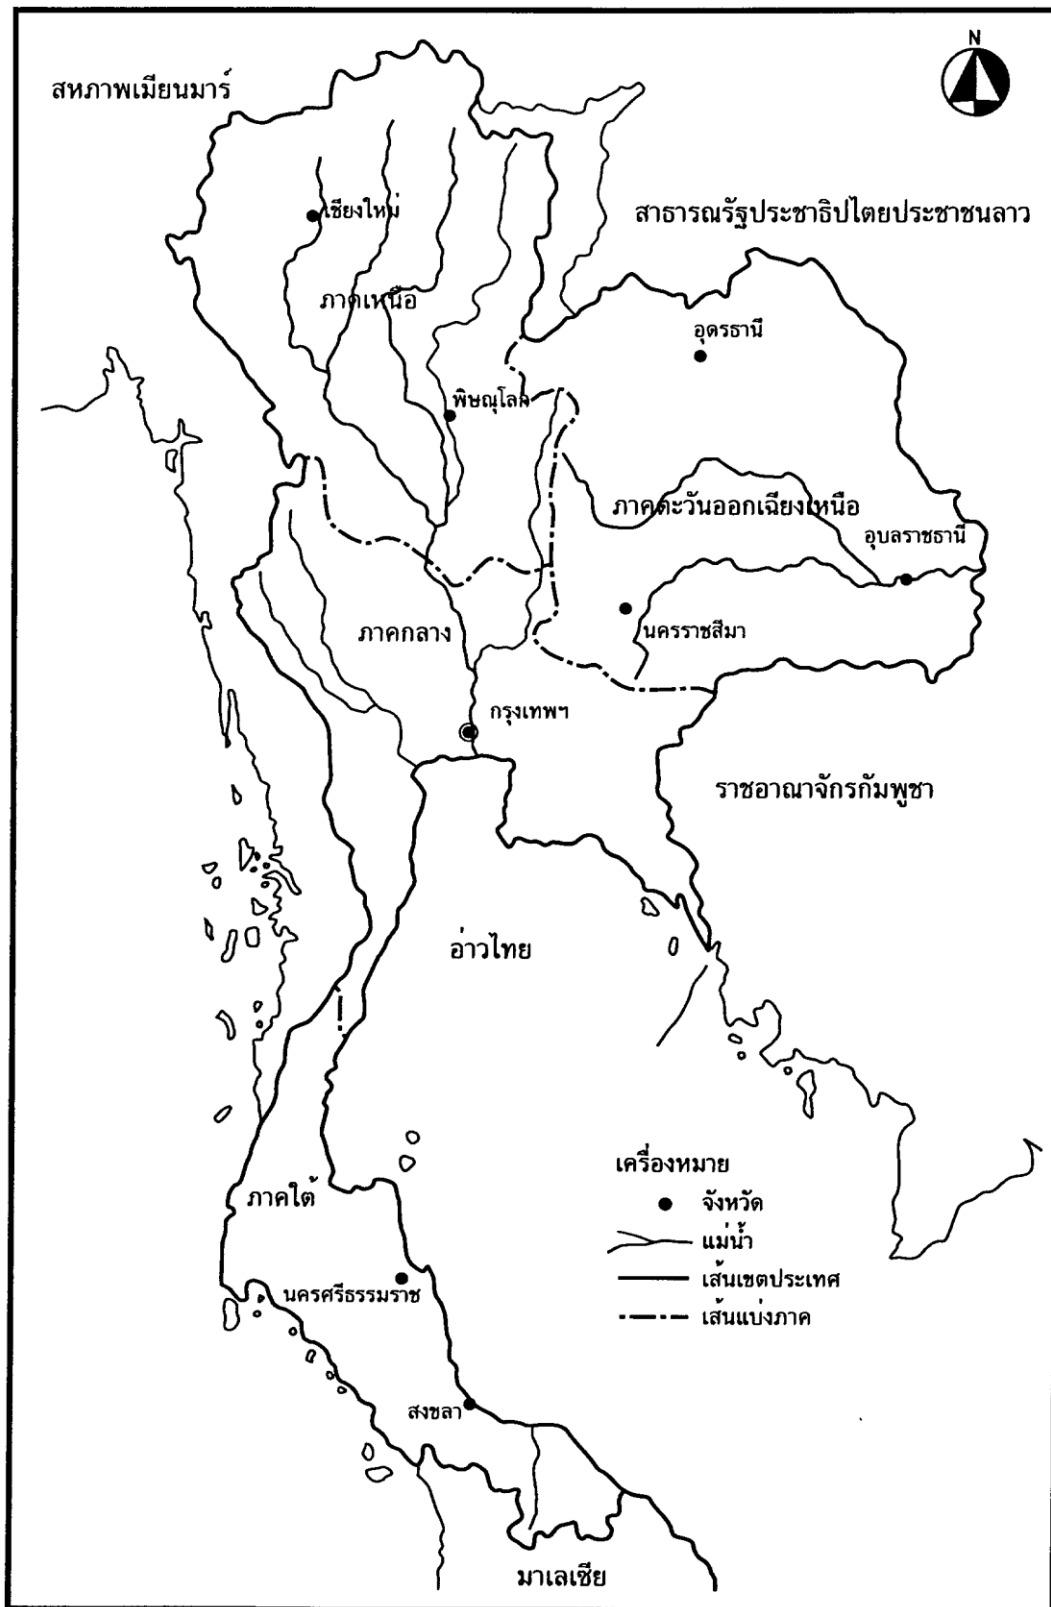 N
สหภาพเมียนมาร์
สาธารณรัฐประชาธิปไตยประชาชนลาว
เชียงใหม่
ภาคเหนือ
อุดรธานี
พิษณุโลก
ภาคตะวันออกเฉียงเหนือ
อุบลราชธานี
ภาคกลาง
นครราชสีมา
กรุงเทพฯ
ราชอาณาจักรกัมพูชา
อ่าวไทย
ภาคใต้
นครศรีธรรมราช
สงขลา
มาเลเซีย
เครื่องหมาย
จังหวัด
แม่น้ำ
เส้นเขตประเทศ
เส้นแบ่งภาค